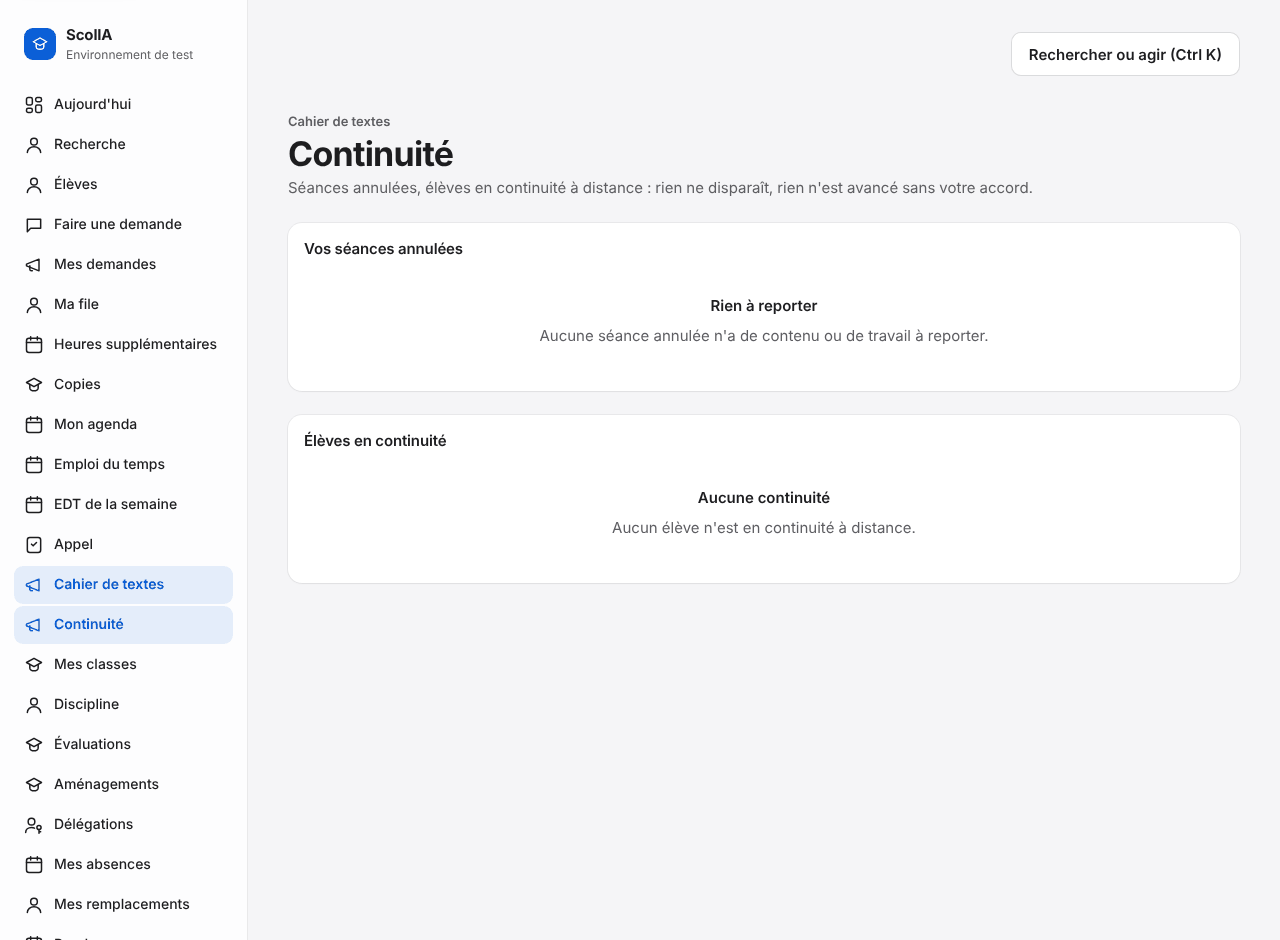 ScolIA
Environnement de test
Aujourd'hui
Recherche
Élèves
Faire une demande
Mes demandes
Ma file
Heures supplémentaires
Copies
Mon agenda
Emploi du temps
EDT de la semaine
Appel
Cahier de textes
Continuité
Mes classes
Discipline
Évaluations
Aménagements
Délégations
Mes absences
Mes remplacements
Rechercher ou agir (Ctrl K)
Cahier de textes
Continuité
Séances annulées, élèves en continuité à distance : rien ne disparaît, rien n'est avancé sans votre accord.
Vos séances annulées
Rien à reporter
Aucune séance annulée n'a de contenu ou de travail à reporter.
Élèves en continuité
Aucune continuité
Aucun élève n'est en continuité à distance.